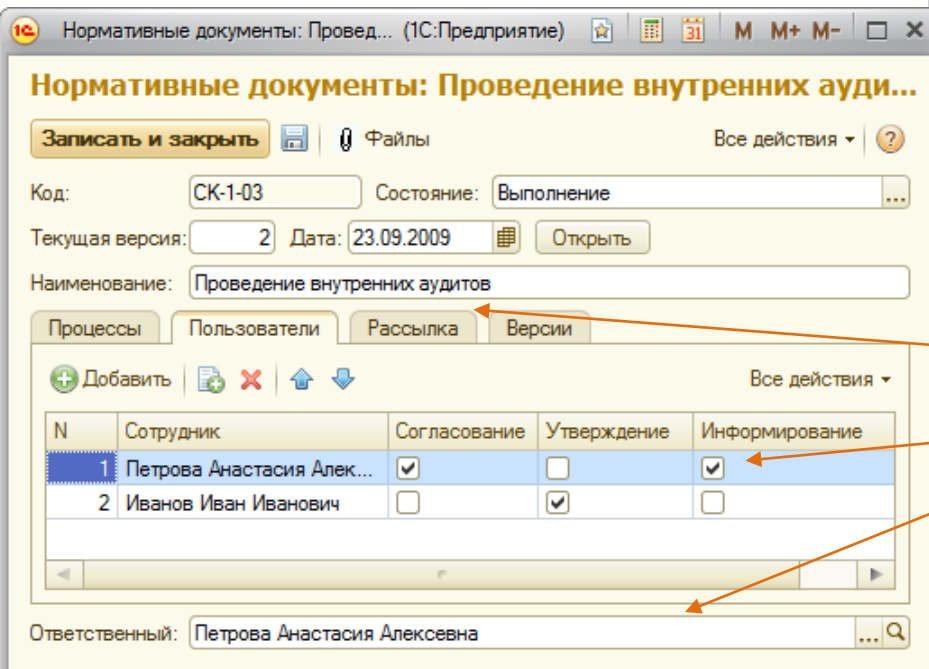 1С Нормативные документы: Провед... (1С:Предприятие) 31 M M+ M-
Нормативные документы: Проведение внутренних ауди...
Записать и закрыть Файлы Все действия ?
Код: СК-1-03 Состояние: Выполнение ...
Текущая версия: 2 Дата: 23.09.2009 Открыть
Наименование: Проведение внутренних аудитов
Процессы Пользователи Рассылка Версии
Добавить Все действия
N Сотрудник Согласование Утверждение Информирование
1 Петрова Анастасия Алек...
2 Иванов Иван Иванович
Ответственный: Петрова Анастасия Алексевна ...